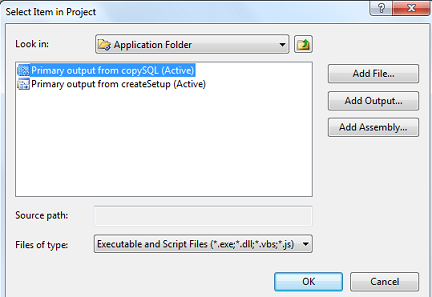 Select Item in Project
Look in:
Application Folder
Primary output from copySQL (Active)
Primary output from createSetup (Active)
Add File...
Add Output...
Add Assembly...
Source path:
Files of type:
Executable and Script Files (*.exe;*.dll;*.vbs;*.js)
OK
Cancel